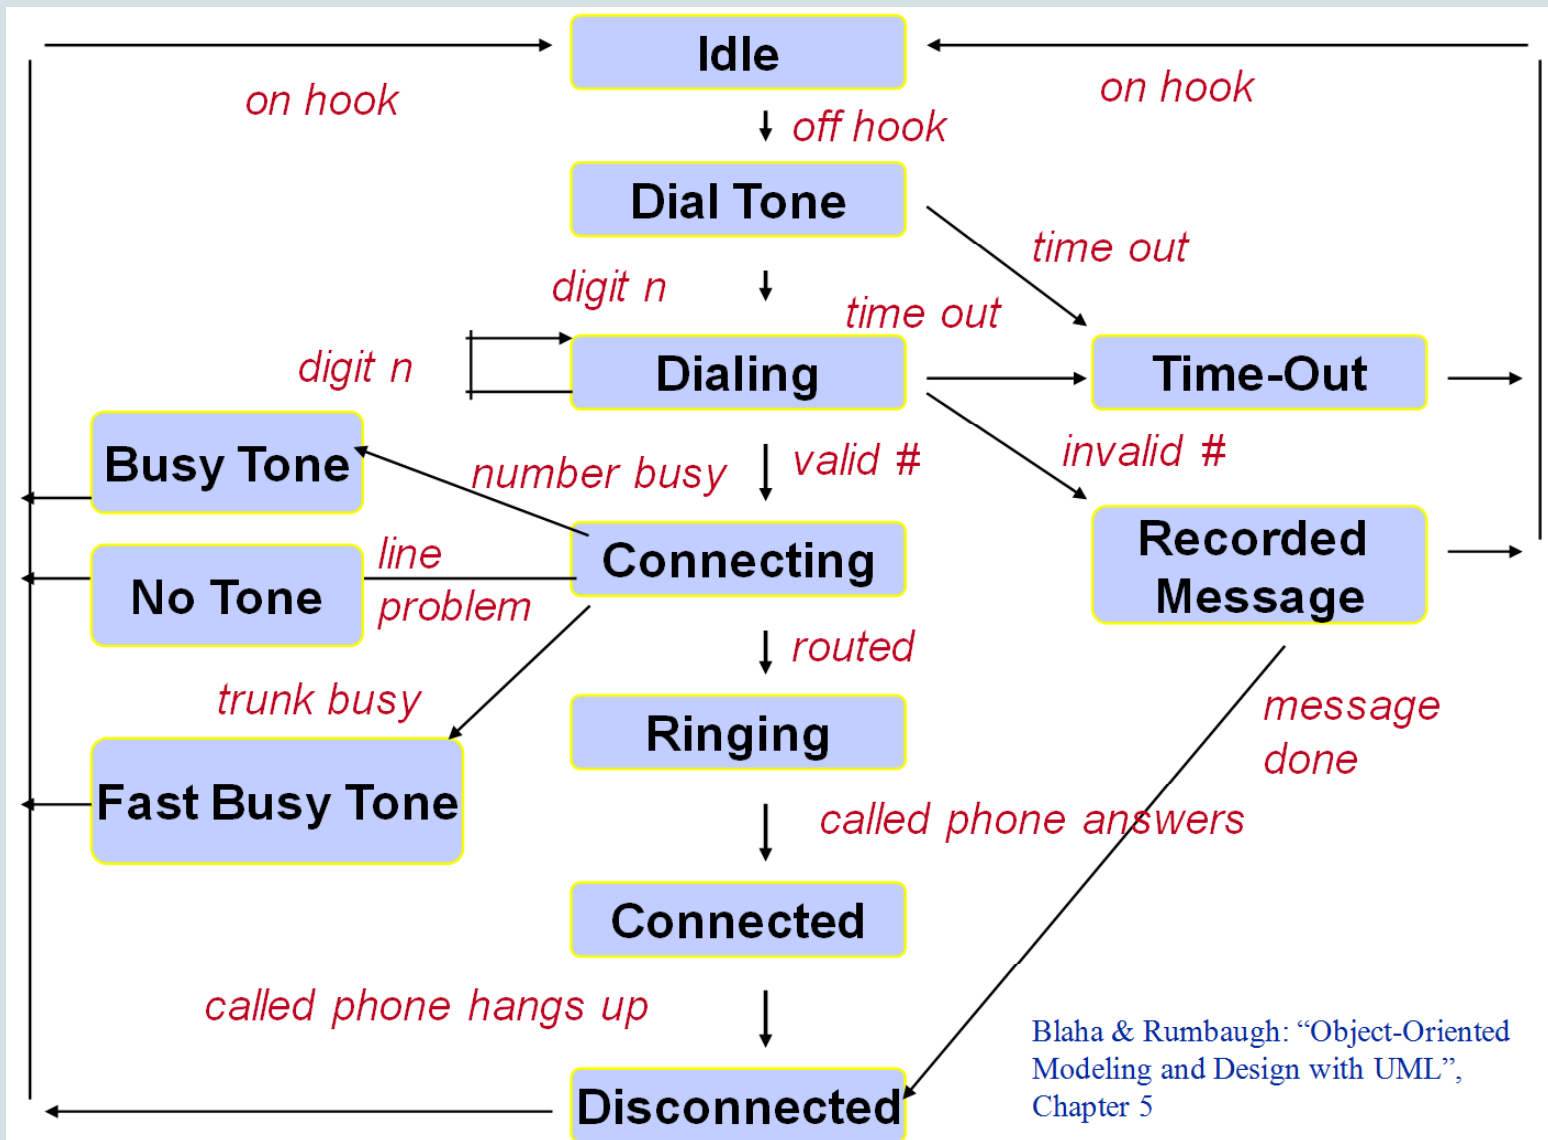 Idle
on hook
on hook
off hook
Dial Tone
time out
digit n
time out
digit n
Dialing
Time-Out
Busy Tone
number busy
valid #
invalid #
No Tone
line
problem
Connecting
Recorded
Message
routed
trunk busy
Ringing
message
done
Fast Busy Tone
called phone answers
Connected
called phone hangs up
Disconnected
Blaha & Rumbaugh: “Object-Oriented
Modeling and Design with UML”,
Chapter 5